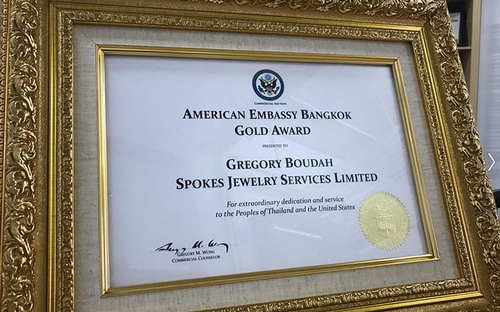 COMMERCIAL SECTION
AMERICAN EMBASSY BANGKOK
GOLD AWARD
PRESENTED TO
GREGORY BOUDAH
SPOKES JEWELRY SERVICES LIMITED
For extraordinary dedication and service
to the Peoples of Thailand and the United States
GREGORY M. WONG
COMMERCIAL COUNSELOR